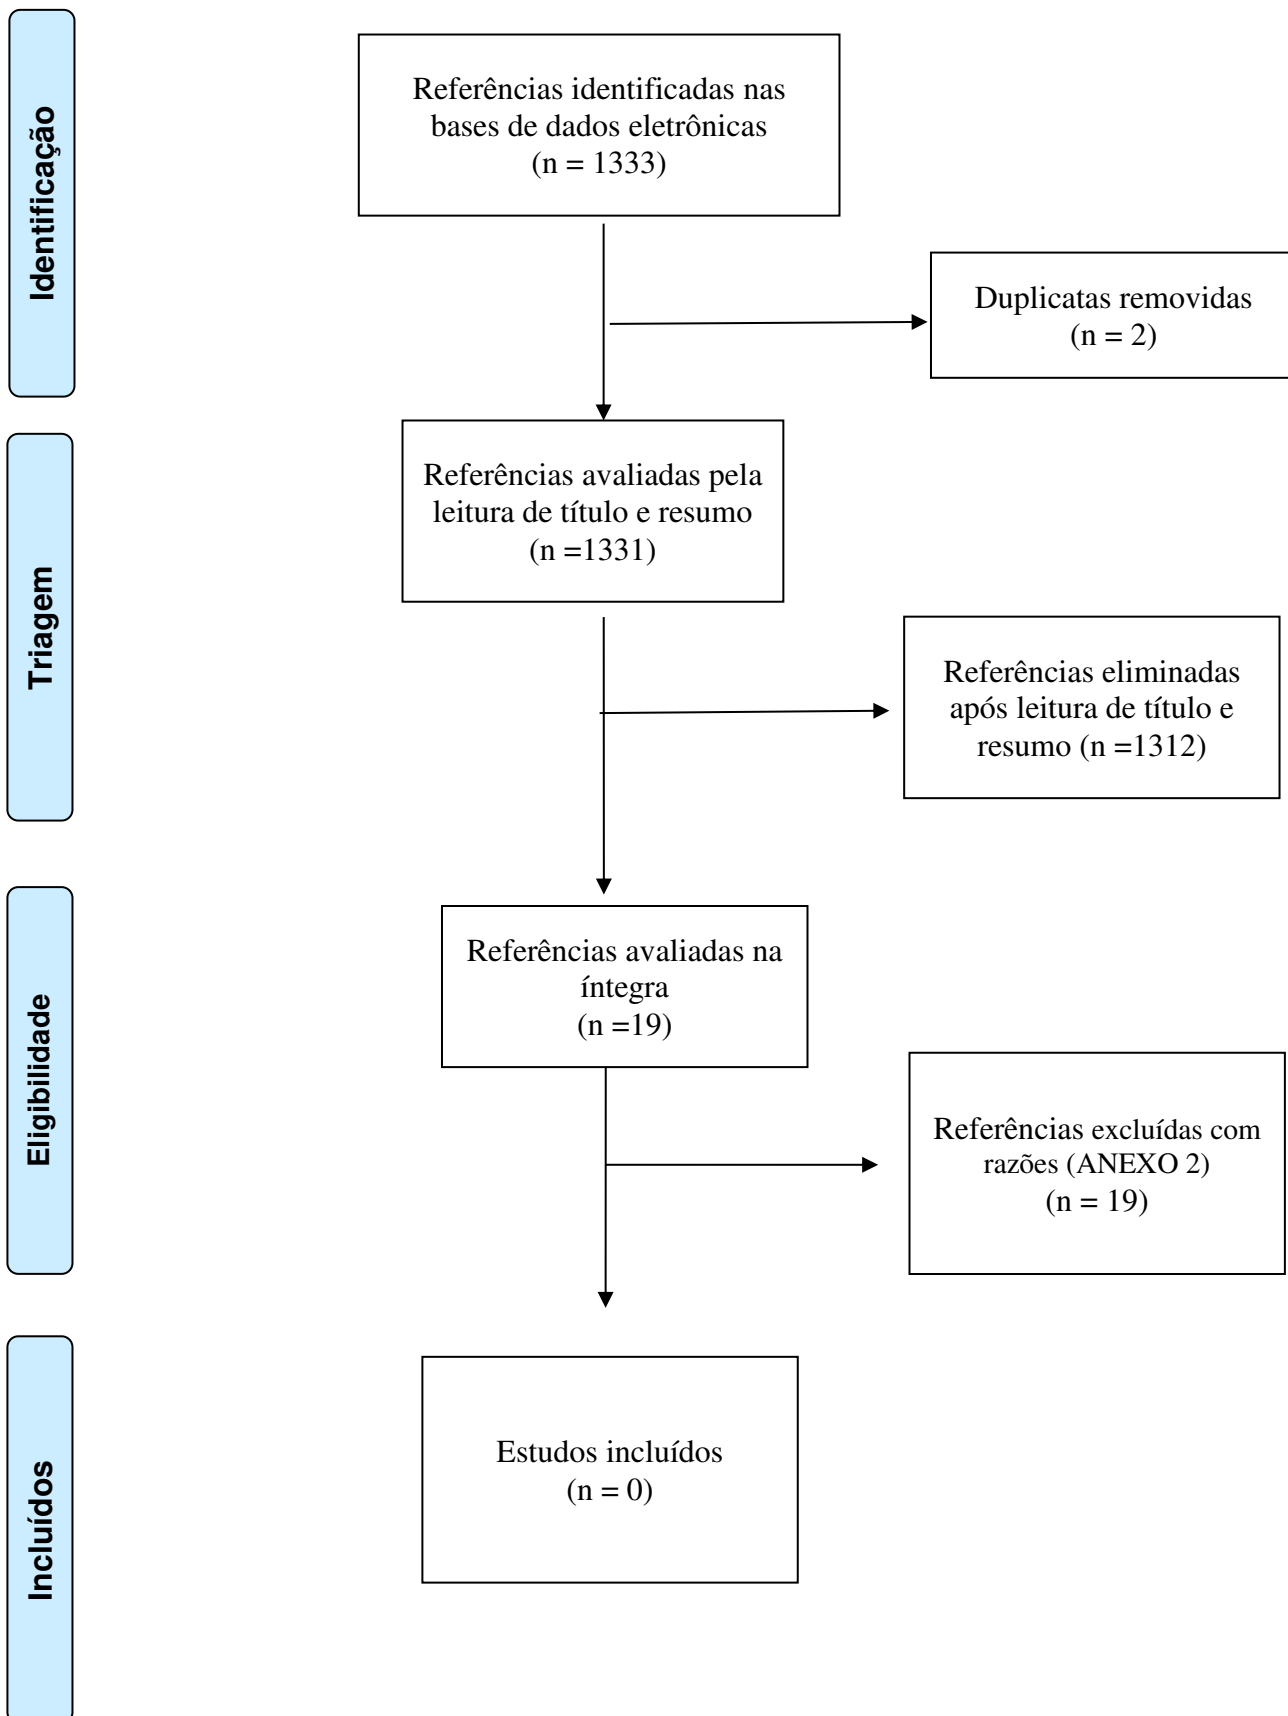 Identificação
Referências identificadas nas
bases de dados eletrônicas
(n = 1333)
Duplicatas removidas
(n = 2)
Triagem
Referências avaliadas pela
leitura de título e resumo
(n =1331)
Referências eliminadas
após leitura de título e
resumo (n =1312)
Eligibilidade
Referências avaliadas na
íntegra
(n =19)
Referências excluídas com
razões (ANEXO 2)
(n = 19)
Incluídos
Estudos incluídos
(n = 0)